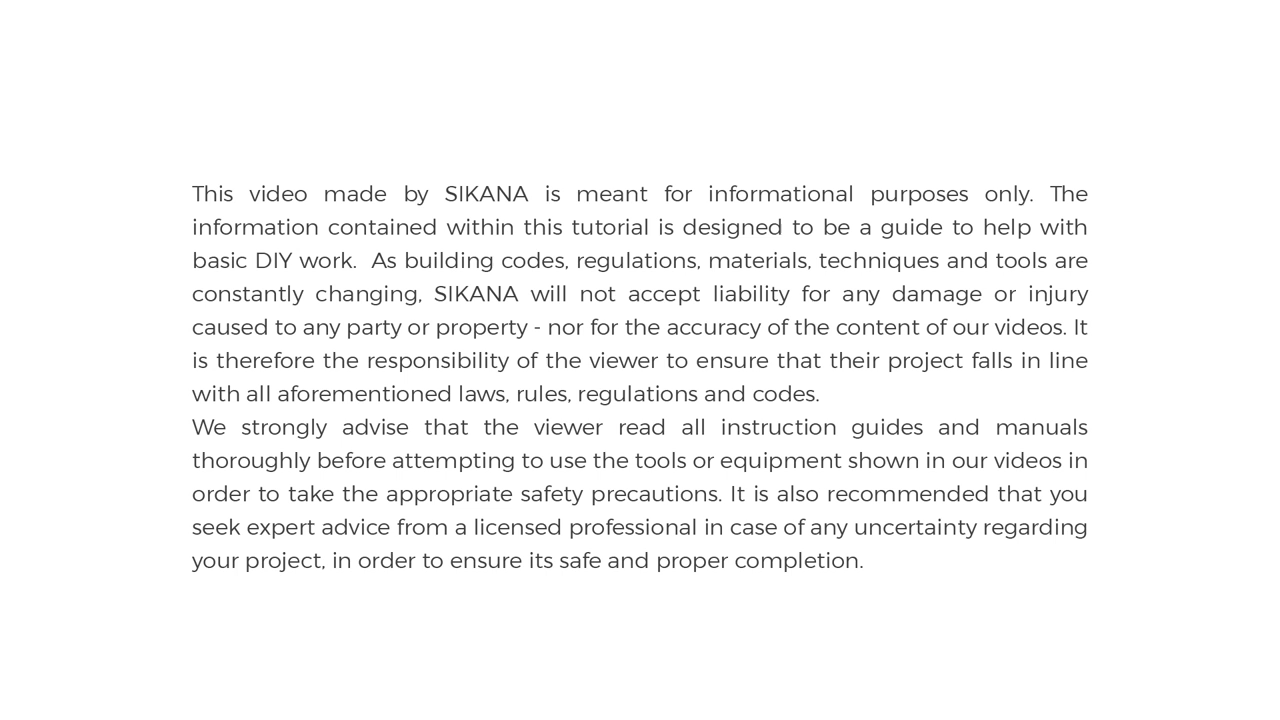 This video made by SIKANA is meant for informational purposes only. The
information contained within this tutorial is designed to be a guide to help with
basic DIY work.  As building codes, regulations, materials, techniques and tools are
constantly changing, SIKANA will not accept liability for any damage or injury
caused to any party or property - nor for the accuracy of the content of our videos. It
is therefore the responsibility of the viewer to ensure that their project falls in line
with all aforementioned laws, rules, regulations and codes.
We strongly advise that the viewer read all instruction guides and manuals
thoroughly before attempting to use the tools or equipment shown in our videos in
order to take the appropriate safety precautions. It is also recommended that you
seek expert advice from a licensed professional in case of any uncertainty regarding
your project, in order to ensure its safe and proper completion.